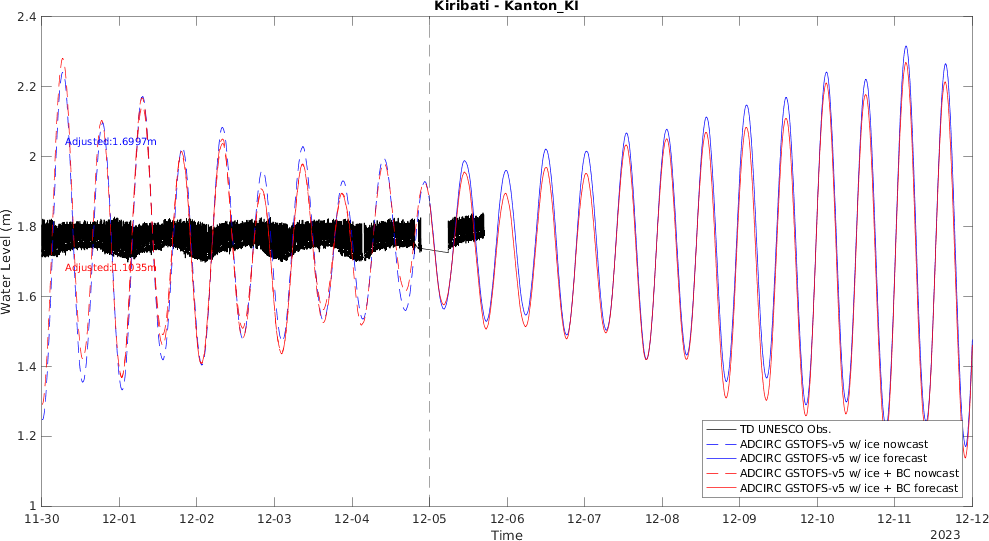 Kiribati - Kanton_KI
2.4
2.2
2
1.8
1.6
1.4
1.2
1
Water Level (m)
Adjusted:1.6997m
Adjusted:1.1035m
TD UNESCO Obs.
ADCIRC GSTOFS-v5 w/ ice nowcast
ADCIRC GSTOFS-v5 w/ ice forecast
ADCIRC GSTOFS-v5 w/ ice + BC nowcast
ADCIRC GSTOFS-v5 w/ ice + BC forecast
11-30 12-01 12-02 12-03 12-04 12-05 12-06 12-07 12-08 12-09 12-10 12-11 12-12
Time
2023